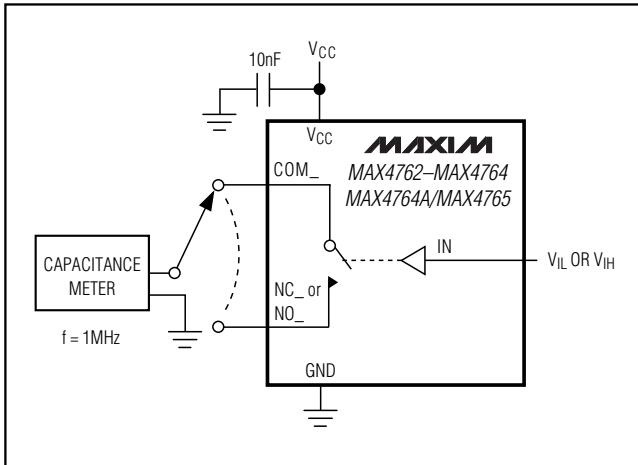 10nF
VCC
VCC
MAXIM
MAX4762–MAX4764
MAX4764A/MAX4765
COM_
IN
VIL OR VIH
CAPACITANCE
METER
NC_ or
NO_
f = 1MHz
GND